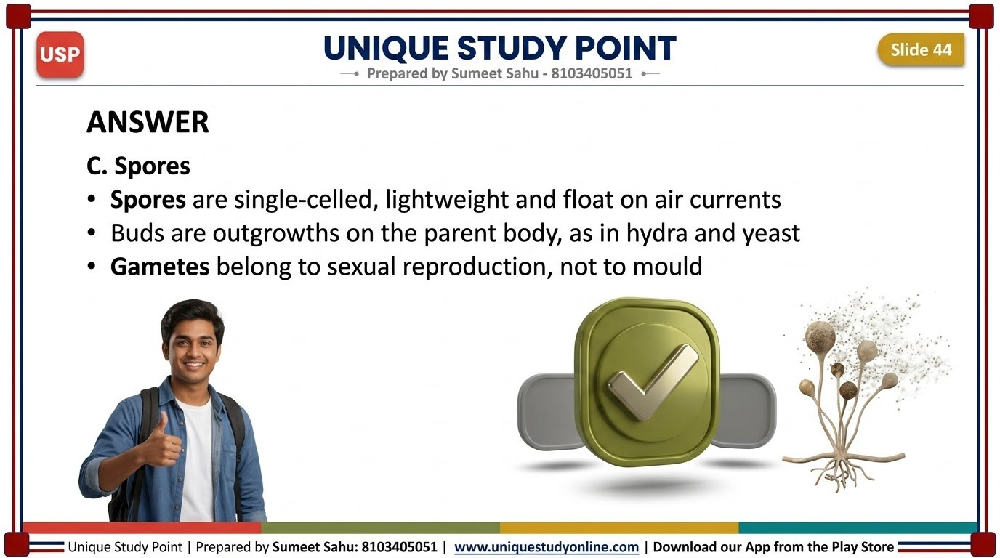 USP
UNIQUE STUDY POINT
Prepared by Sumeet Sahu - 8103405051
Slide 44
ANSWER
C. Spores
• Spores are single-celled, lightweight and float on air currents
• Buds are outgrowths on the parent body, as in hydra and yeast
• Gametes belong to sexual reproduction, not to mould
Unique Study Point | Prepared by Sumeet Sahu: 8103405051 | www.uniquestudyonline.com | Download our App from the Play Store